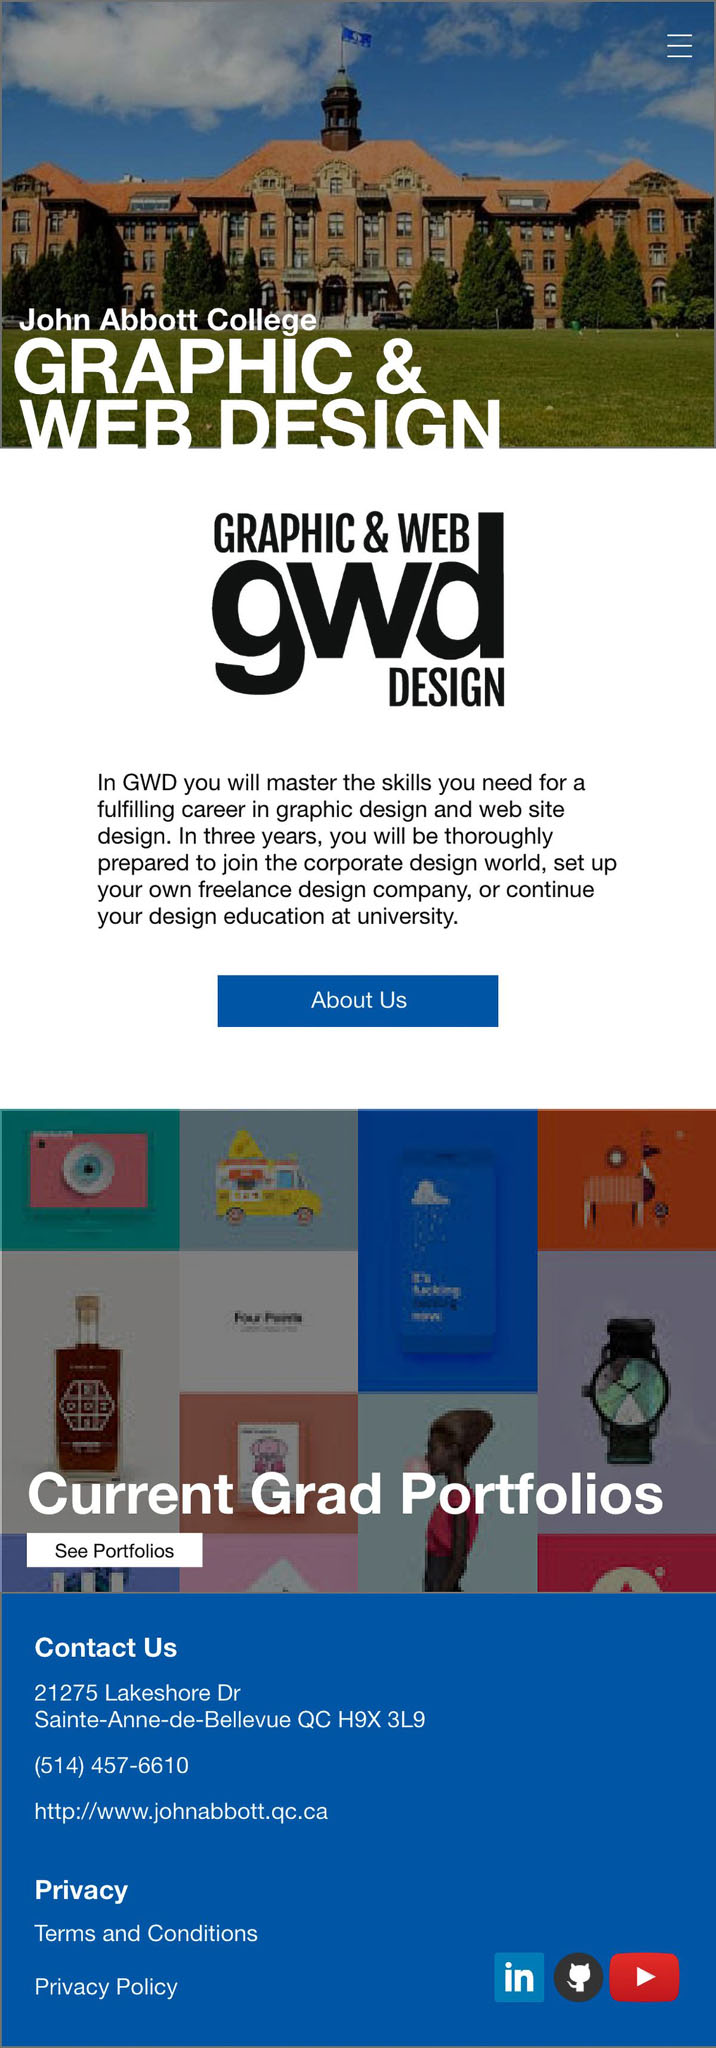 John Abbott College
GRAPHIC &
WEB DESIGN
GRAPHIC & WEB
gwd
DESIGN
In GWD you will master the skills you need for a
fulfilling career in graphic design and web site
design. In three years, you will be thoroughly
prepared to join the corporate design world, set up
your own freelance design company, or continue
your design education at university.
About Us
It's
fucking
now.
Four Points
Current Grad Portfolios
See Portfolios
Contact Us
21275 Lakeshore Dr
Sainte-Anne-de-Bellevue QC H9X 3L9
(514) 457-6610
http://www.johnabbott.qc.ca
Privacy
Terms and Conditions
Privacy Policy
in